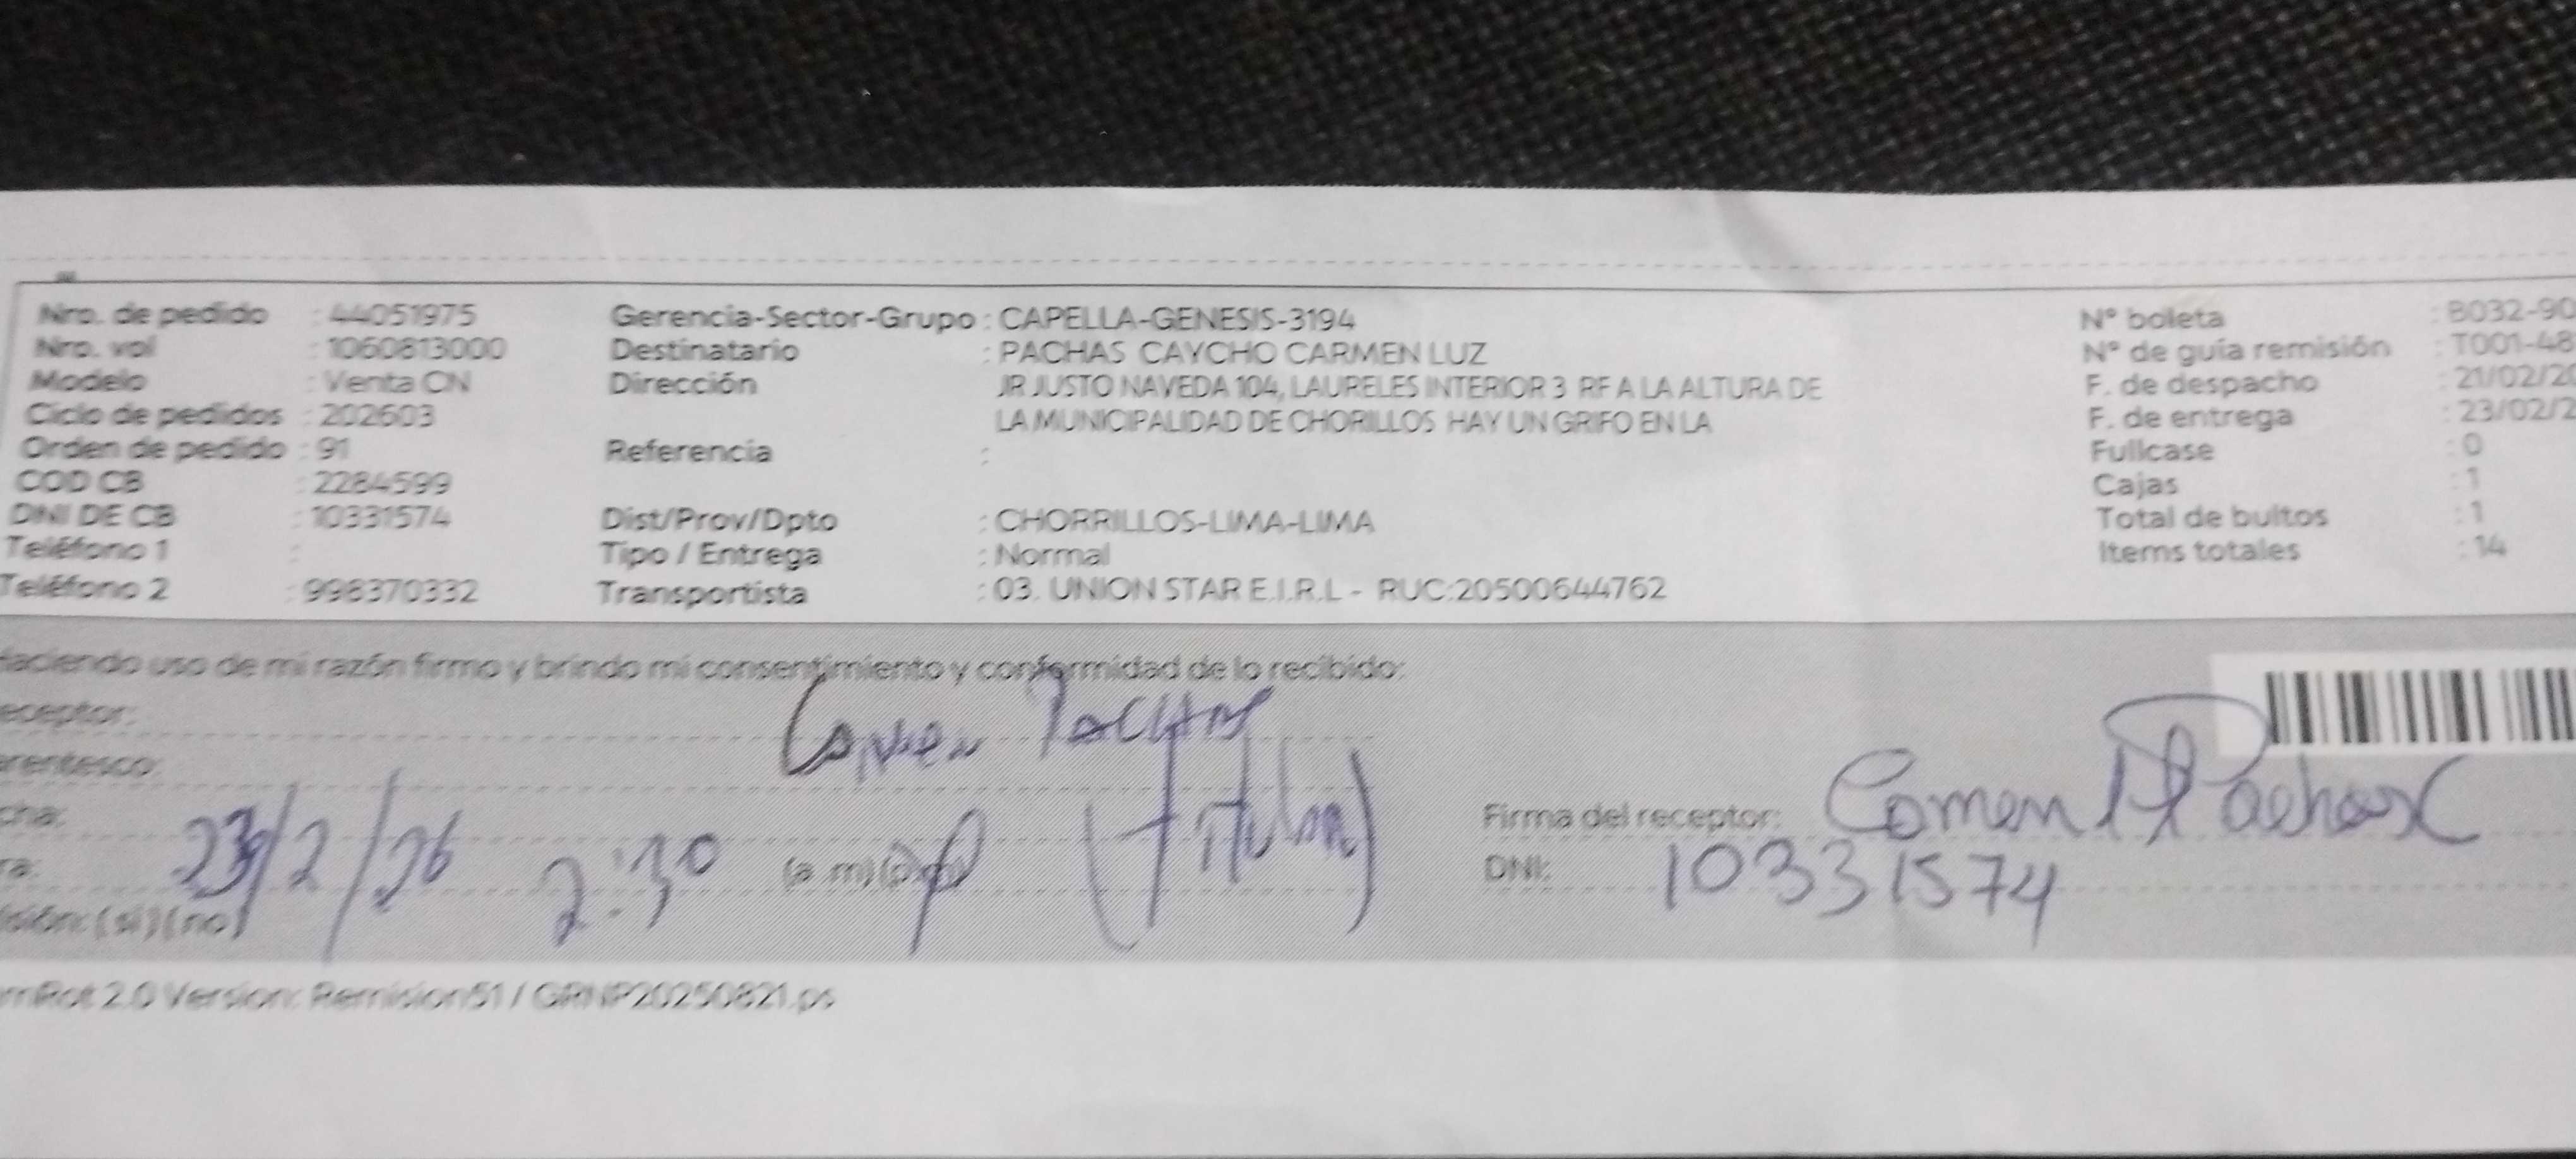 Nro. de pedido : 44051975 Gerencia-Sector-Grupo : CAPELLA-GENESIS-3194 N° boleta : B032-90
Nro. vol : 1060813000 Destinatario : PACHAS CAYCHO CARMEN LUZ N° de guía remisión : T001-48
Modelo : Venta CN Dirección JR JUSTO NAVEDA 104, LAURELES INTERIOR 3 RF A LA ALTURA DE F. de despacho : 21/02/20
Ciclo de pedidos : 202603 LA MUNICIPALIDAD DE CHORILLOS HAY UN GRIFO EN LA F. de entrega : 23/02/2
Orden de pedido : 91 Referencia : Fullcase : 0
COD CB : 2284599 Cajas : 1
DNI DE CB : 10331574 Dist/Prov/Dpto : CHORRILLOS-LIMA-LIMA Total de bultos : 1
Teléfono 1 : Tipo / Entrega : Normal Items totales : 14
Teléfono 2 : 998370332 Transportista : 03. UNION STAR E.I.R.L - RUC:20500644762
Haciendo uso de mi razón firmo y brindo mi consentimiento y conformidad de lo recibido:
eceptor: Carmen Pachas
arentesco: (titular)
cha: 23/2/26 Firma del receptor: Carmen Pachas
ra: 2:30 (a m) (p m) DNI: 10331574
isión: (si) (no)
mRot 2.0 Version: Remision51 / GRNP20250821.ps